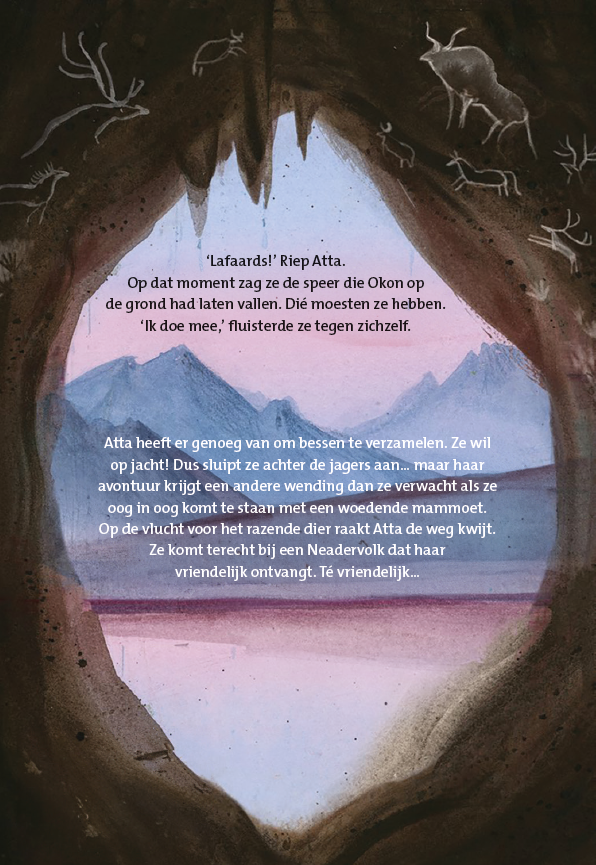 ‘Lafaards!’ Riep Atta.
Op dat moment zag ze de speer die Okon op
de grond had laten vallen. Dié moesten ze hebben.
‘Ik doe mee,’ fluisterde ze tegen zichzelf.
Atta heeft er genoeg van om bessen te verzamelen. Ze wil
op jacht! Dus sluipt ze achter de jagers aan... maar haar
avontuur krijgt een andere wending dan ze verwacht als ze
oog in oog komt te staan met een woedende mammoet.
Op de vlucht voor het razende dier raakt Atta de weg kwijt.
Ze komt terecht bij een Neadervolk dat haar
vriendelijk ontvangt. Té vriendelijk...